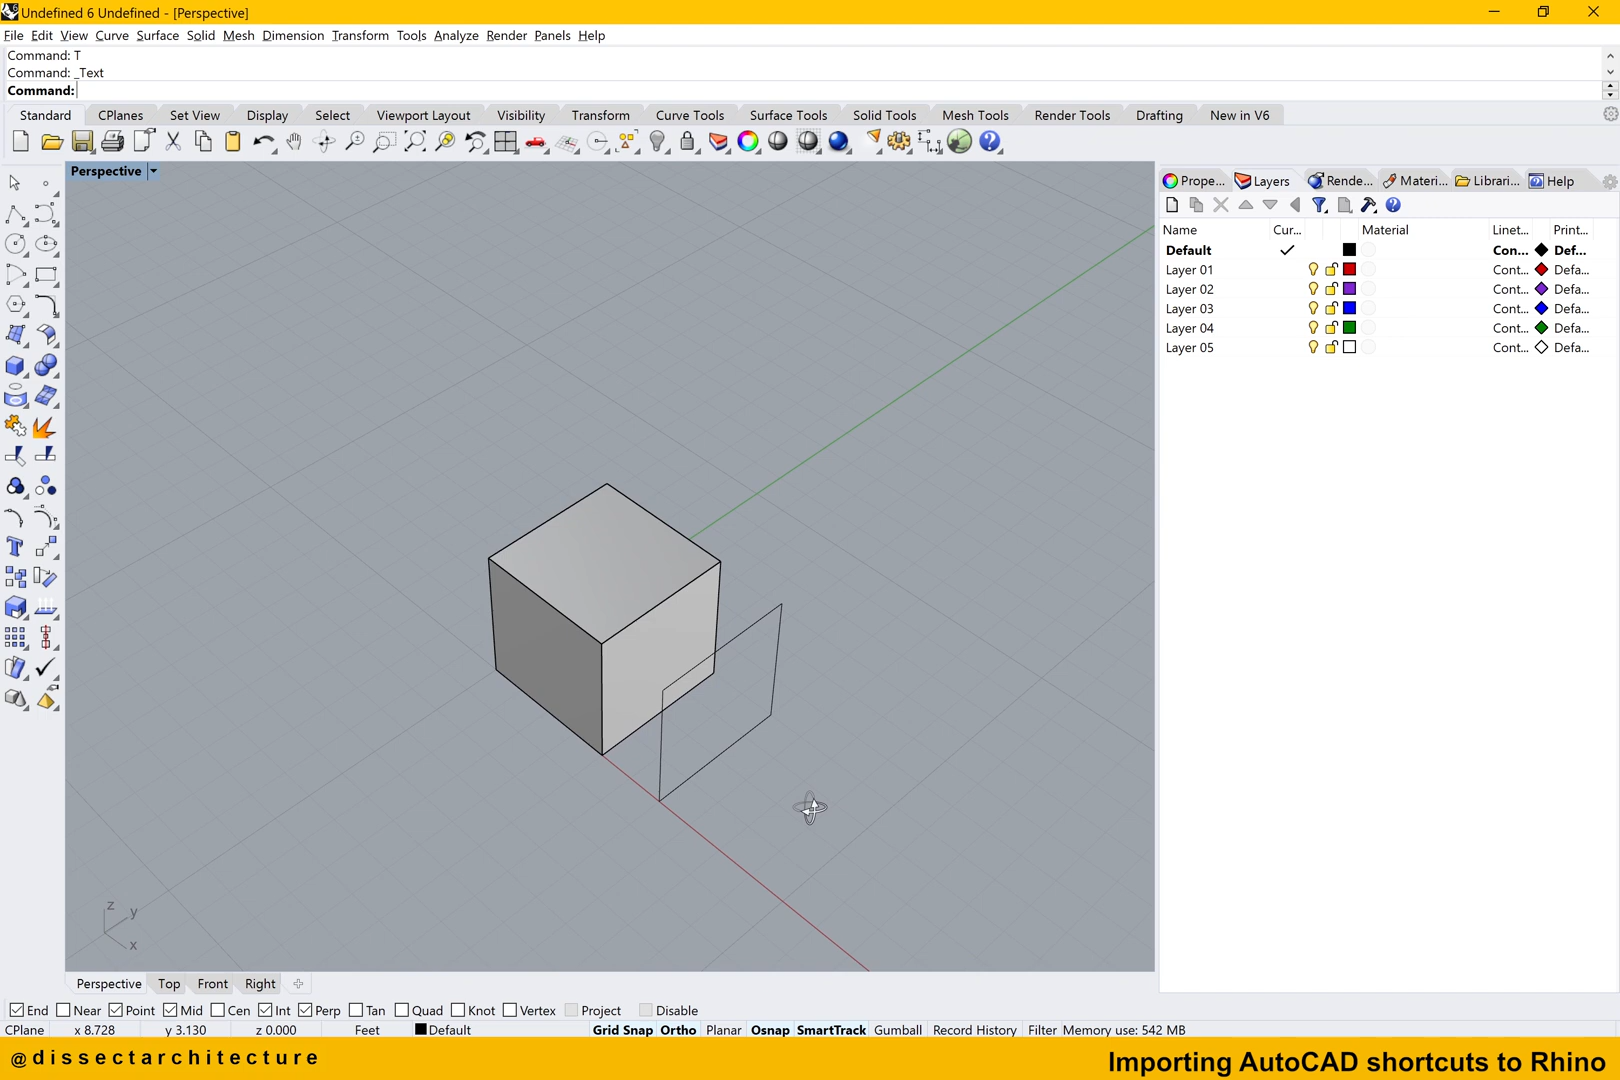 Undefined 6 Undefined - [Perspective]
File Edit View Curve Surface Solid Mesh Dimension Transform Tools Analyze Render Panels Help
Command: T
Command: _Text
Command:
Standard CPlanes Set View Display Select Viewport Layout Visibility Transform Curve Tools Surface Tools Solid Tools Mesh Tools Render Tools Drafting New in V6
Perspective
Prope... Layers Rende... Materi... Librari... Help
Name Cur... Material Linet... Print...
Default Con... Def...
Layer 01 Cont... Defa...
Layer 02 Cont... Defa...
Layer 03 Cont... Defa...
Layer 04 Cont... Defa...
Layer 05 Cont... Defa...
z
y
x
Perspective Top Front Right
End Near Point Mid Cen Int Perp Tan Quad Knot Vertex Project Disable
CPlane x 8.728 y 3.130 z 0.000 Feet Default Grid Snap Ortho Planar Osnap SmartTrack Gumball Record History Filter Memory use: 542 MB
@dissectarchitecture
Importing AutoCAD shortcuts to Rhino